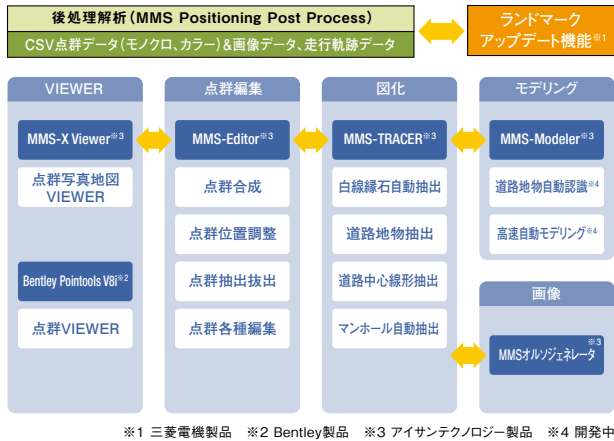 後処理解析(MMS Positioning Post Process)
CSV点群データ(モノクロ、カラー)&画像データ、走行軌跡データ
ランドマーク
アップデート機能※1
VIEWER
MMS-X Viewer※3
点群写真地図
VIEWER
Bentley Pointools V8i※2
点群VIEWER
点群編集
MMS-Editor※3
点群合成
点群位置調整
点群抽出抜出
点群各種編集
図化
MMS-TRACER※3
白線縁石自動抽出
道路地物抽出
道路中心線形抽出
マンホール自動抽出
モデリング
MMS-Modeler※3
道路地物自動認識※4
高速自動モデリング※4
画像
MMSオルソジェネレータ※3
※1 三菱電機製品 ※2 Bentley製品 ※3 アイサンテクノロジー製品 ※4 開発中